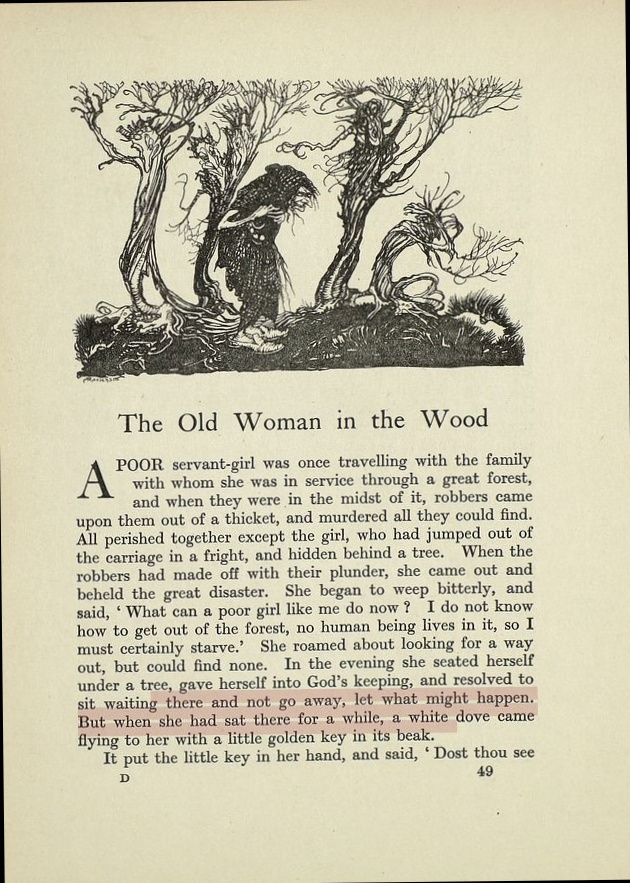 The Old Woman in the Wood
A POOR servant-girl was once travelling with the family
with whom she was in service through a great forest,
and when they were in the midst of it, robbers came
upon them out of a thicket, and murdered all they could find.
All perished together except the girl, who had jumped out of
the carriage in a fright, and hidden behind a tree. When the
robbers had made off with their plunder, she came out and
beheld the great disaster. She began to weep bitterly, and
said, ‘ What can a poor girl like me do now ? I do not know
how to get out of the forest, no human being lives in it, so I
must certainly starve.’ She roamed about looking for a way
out, but could find none. In the evening she seated herself
under a tree, gave herself into God’s keeping, and resolved to
sit waiting there and not go away, let what might happen.
But when she had sat there for a while, a white dove came
flying to her with a little golden key in its beak.
It put the little key in her hand, and said, ‘ Dost thou see
D 49